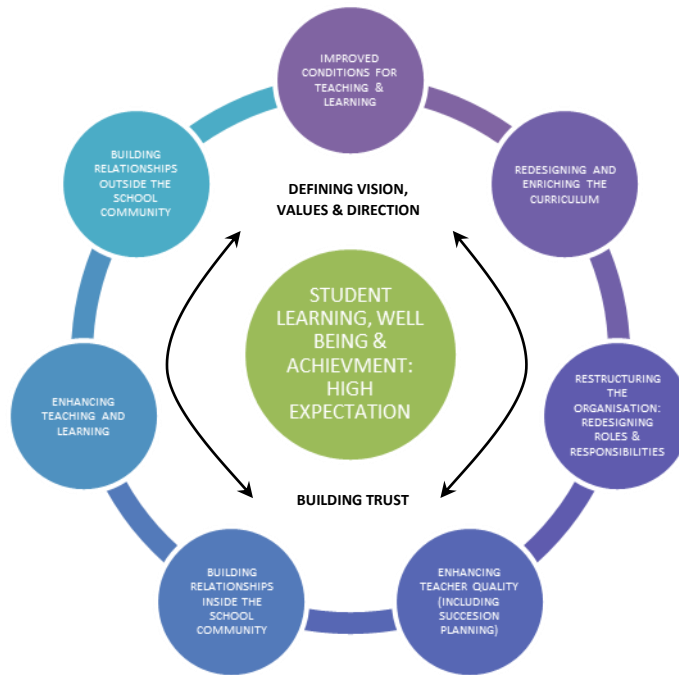 IMPROVED
CONDITIONS FOR
TEACHING &
LEARNING
BUILDING
RELATIONSHIPS
OUTSIDE THE
SCHOOL
COMMUNITY
REDESIGNING AND
ENRICHING THE
CURRICULUM
DEFINING VISION,
VALUES & DIRECTION
STUDENT
LEARNING, WELL
BEING &
ACHIEVMENT:
HIGH
EXPECTATION
ENHANCING
TEACHING AND
LEARNING
RESTRUCTURING
THE
ORGANISATION:
REDESIGNING
ROLES &
RESPONSIBILITIES
BUILDING TRUST
BUILDING
RELATIONSHIPS
INSIDE THE
SCHOOL
COMMUNITY
ENHANCING
TEACHER QUALITY
(INCLUDING
SUCCESION
PLANNING)